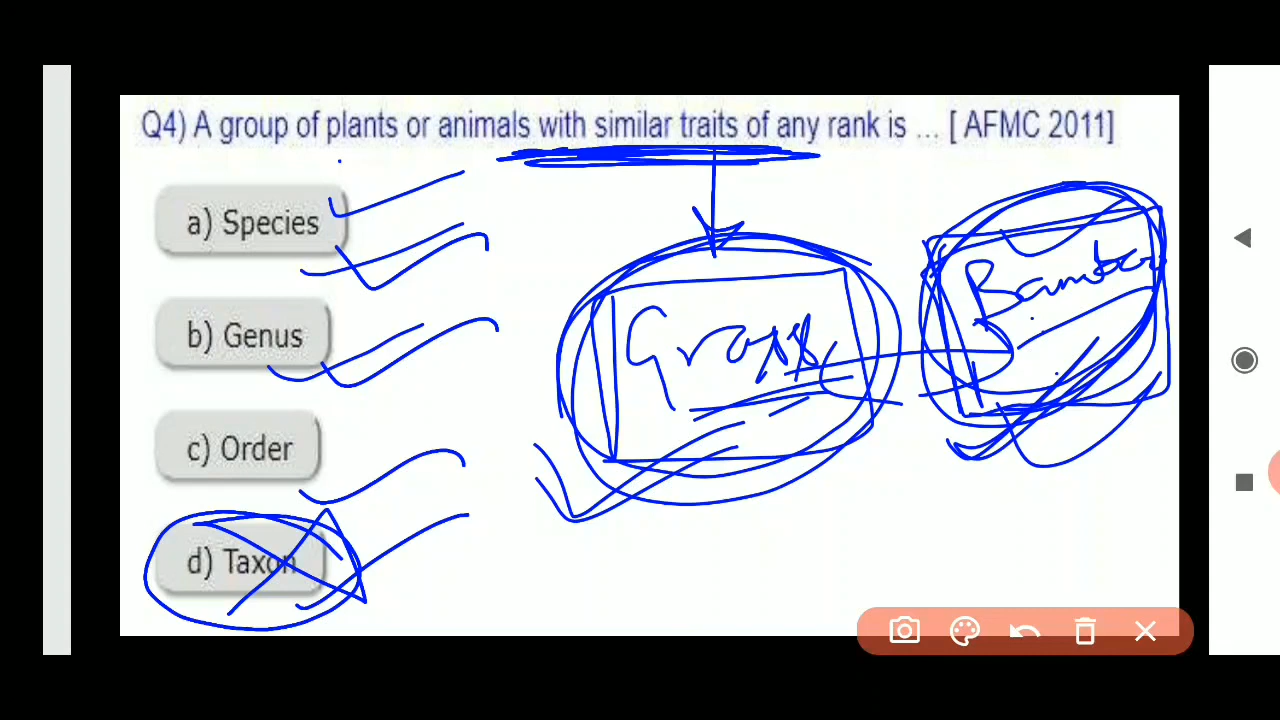 Q4) A group of plants or animals with similar traits of any rank is ... [ AFMC 2011]
a) Species
b) Genus
c) Order
d) Taxon
Grass